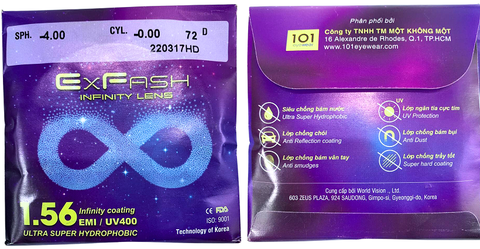 SPH. -4.00 CYL. -0.00 72 D
220317HD
ExFash
INFINITY LENS
1.56 Infinity coating
EMI / UV400
ULTRA SUPER HYDROPHOBIC
CE FDA
ISO: 9001
Technology of Korea
Phân phối bởi
101
Công ty TNHH TM MỘT KHÔNG MỘT
16 Alexandre de Rhodes, Q.1, TP.HCM
www.101eyewear.com
Siêu chống bám nước
Ultra Super Hydrophobic
UV
Lớp ngăn tia cực tím
UV Protection
Lớp chống chói
Anti Reflection coating
Lớp chống bám bụi
Anti Dust
Lớp chống bám vân tay
Anti smudges
Lớp chống trầy tốt
Super hard coating
Cung cấp bởi World Vision ., Ltd.
603 ZEUS PLAZA, 924 SAUDONG, Gimpo-si, Gyeonggi-do, Korea